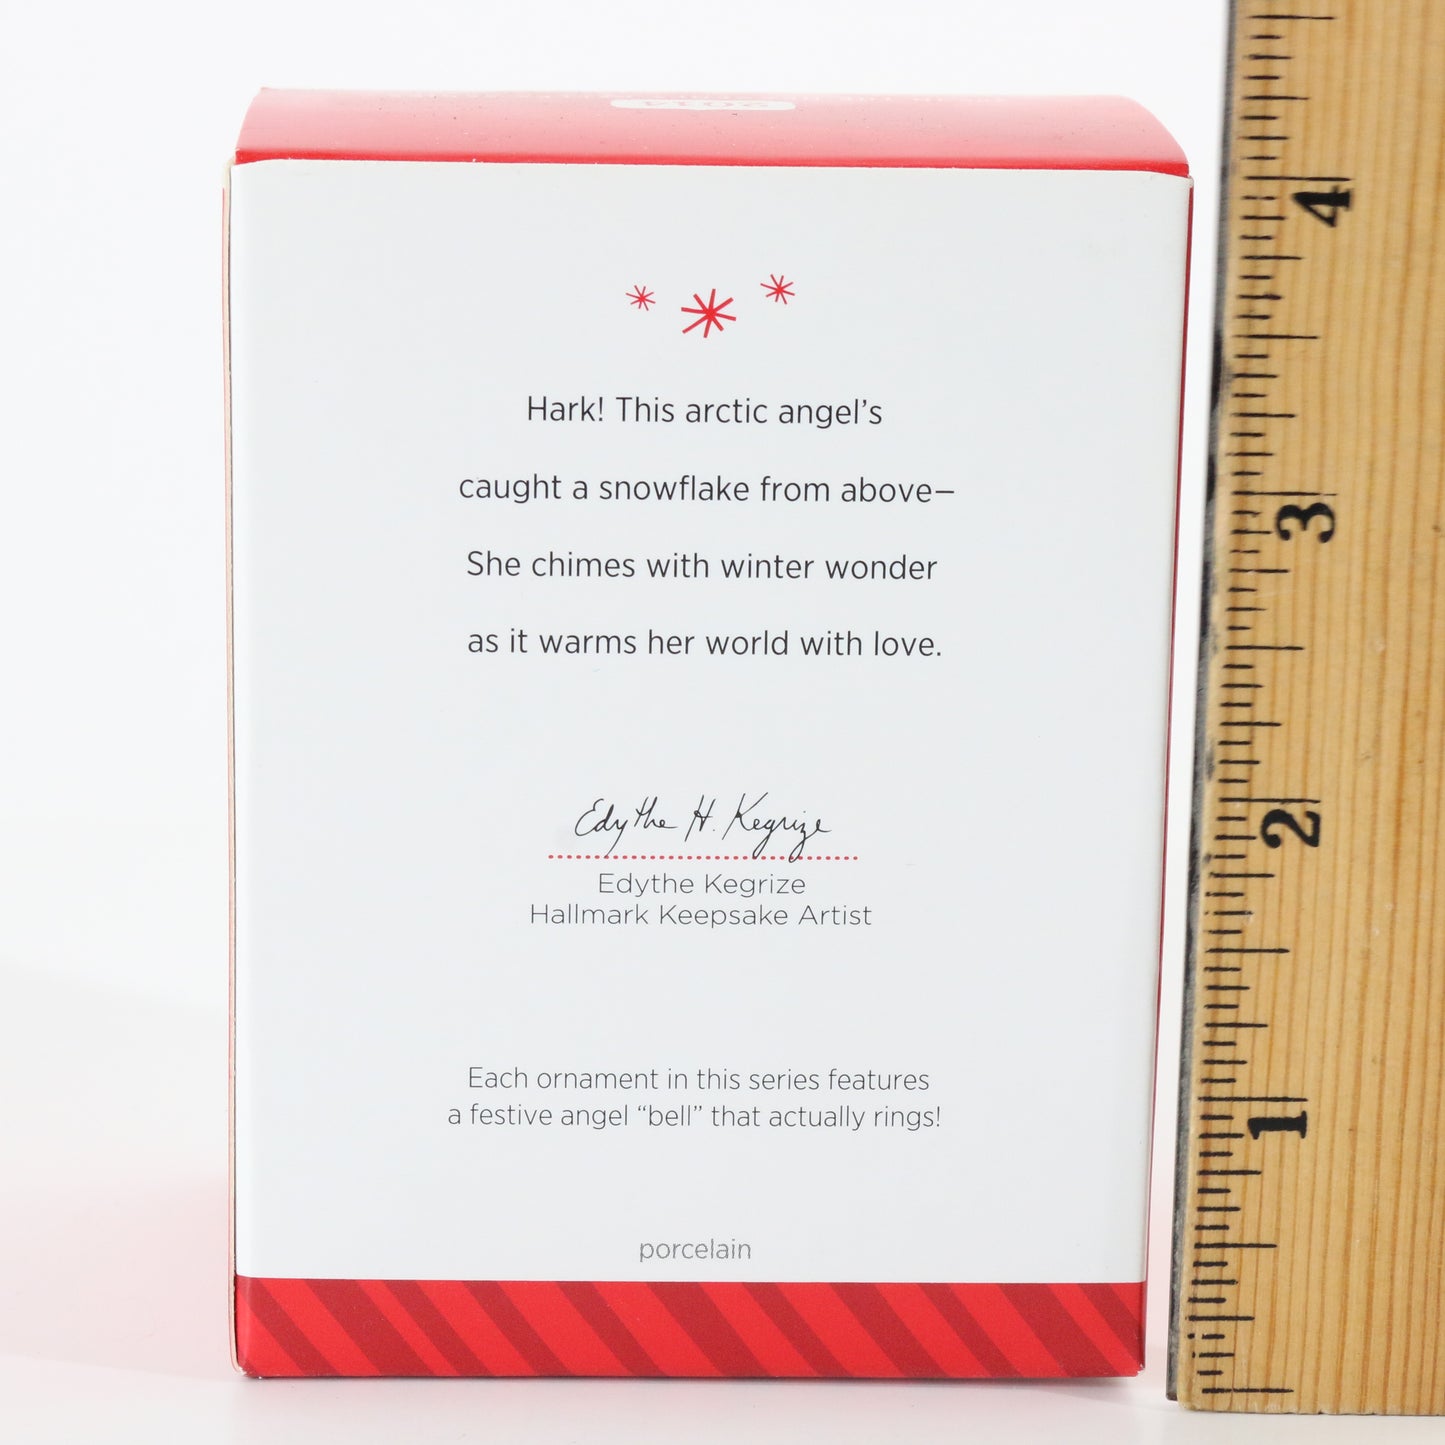 2014
Hark! This arctic angel's
caught a snowflake from above—
She chimes with winter wonder
as it warms her world with love.
Edythe H. Kegrize
Edythe Kegrize
Hallmark Keepsake Artist
Each ornament in this series features
a festive angel “bell” that actually rings!
porcelain
4
3
2
1